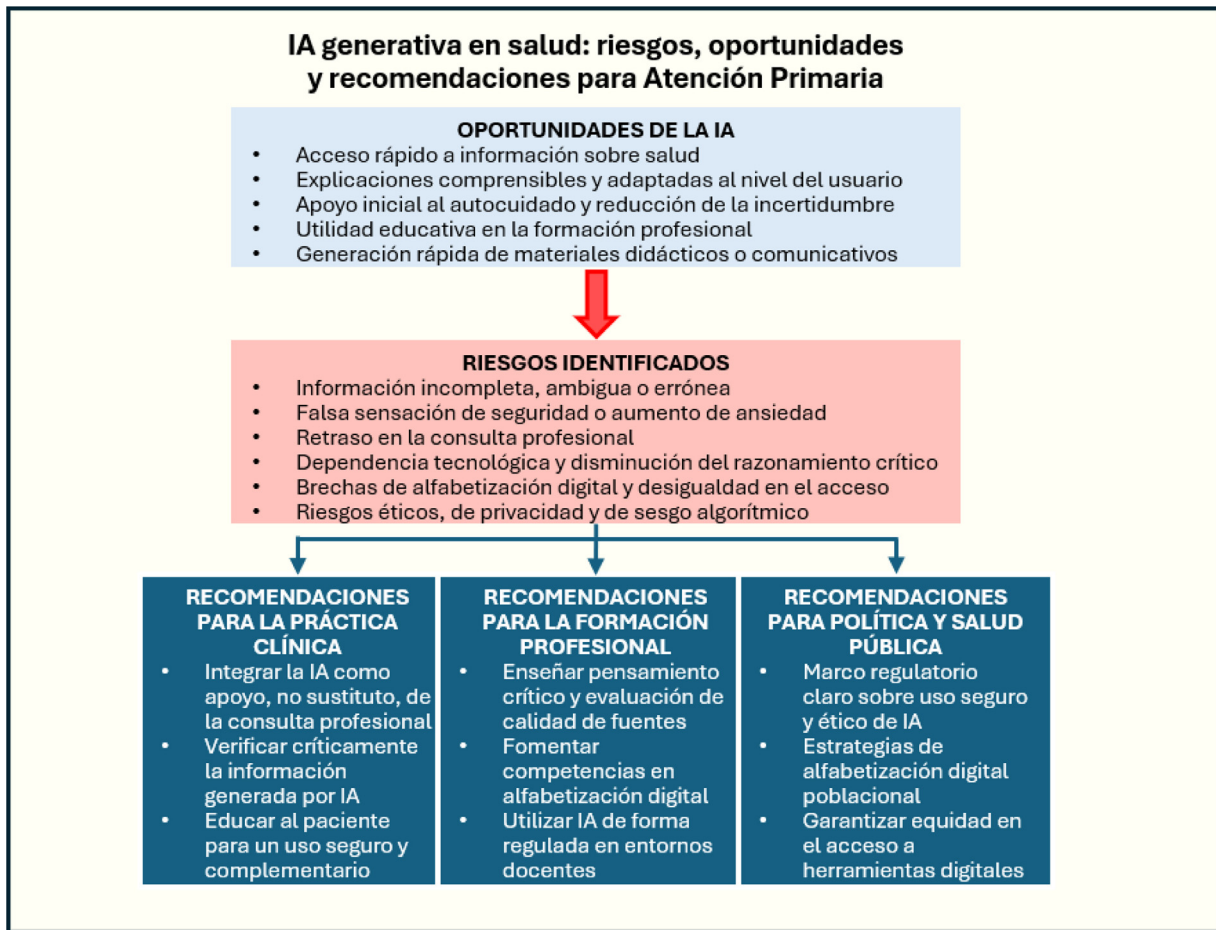 IA generativa en salud: riesgos, oportunidades
y recomendaciones para Atención Primaria
OPORTUNIDADES DE LA IA
• Acceso rápido a información sobre salud
• Explicaciones comprensibles y adaptadas al nivel del usuario
• Apoyo inicial al autocuidado y reducción de la incertidumbre
• Utilidad educativa en la formación profesional
• Generación rápida de materiales didácticos o comunicativos
RIESGOS IDENTIFICADOS
• Información incompleta, ambigua o errónea
• Falsa sensación de seguridad o aumento de ansiedad
• Retraso en la consulta profesional
• Dependencia tecnológica y disminución del razonamiento crítico
• Brechas de alfabetización digital y desigualdad en el acceso
• Riesgos éticos, de privacidad y de sesgo algorítmico
RECOMENDACIONES
PARA LA PRÁCTICA
CLÍNICA
• Integrar la IA como
apoyo, no sustituto, de
la consulta profesional
• Verificar críticamente
la información
generada por IA
• Educar al paciente
para un uso seguro y
complementario
RECOMENDACIONES
PARA LA FORMACIÓN
PROFESIONAL
• Enseñar pensamiento
crítico y evaluación de
calidad de fuentes
• Fomentar
competencias en
alfabetización digital
• Utilizar IA de forma
regulada en entornos
docentes
RECOMENDACIONES
PARA POLÍTICA Y SALUD
PÚBLICA
• Marco regulatorio
claro sobre uso seguro
y ético de IA
• Estrategias de
alfabetización digital
poblacional
• Garantizar equidad en
el acceso a
herramientas digitales